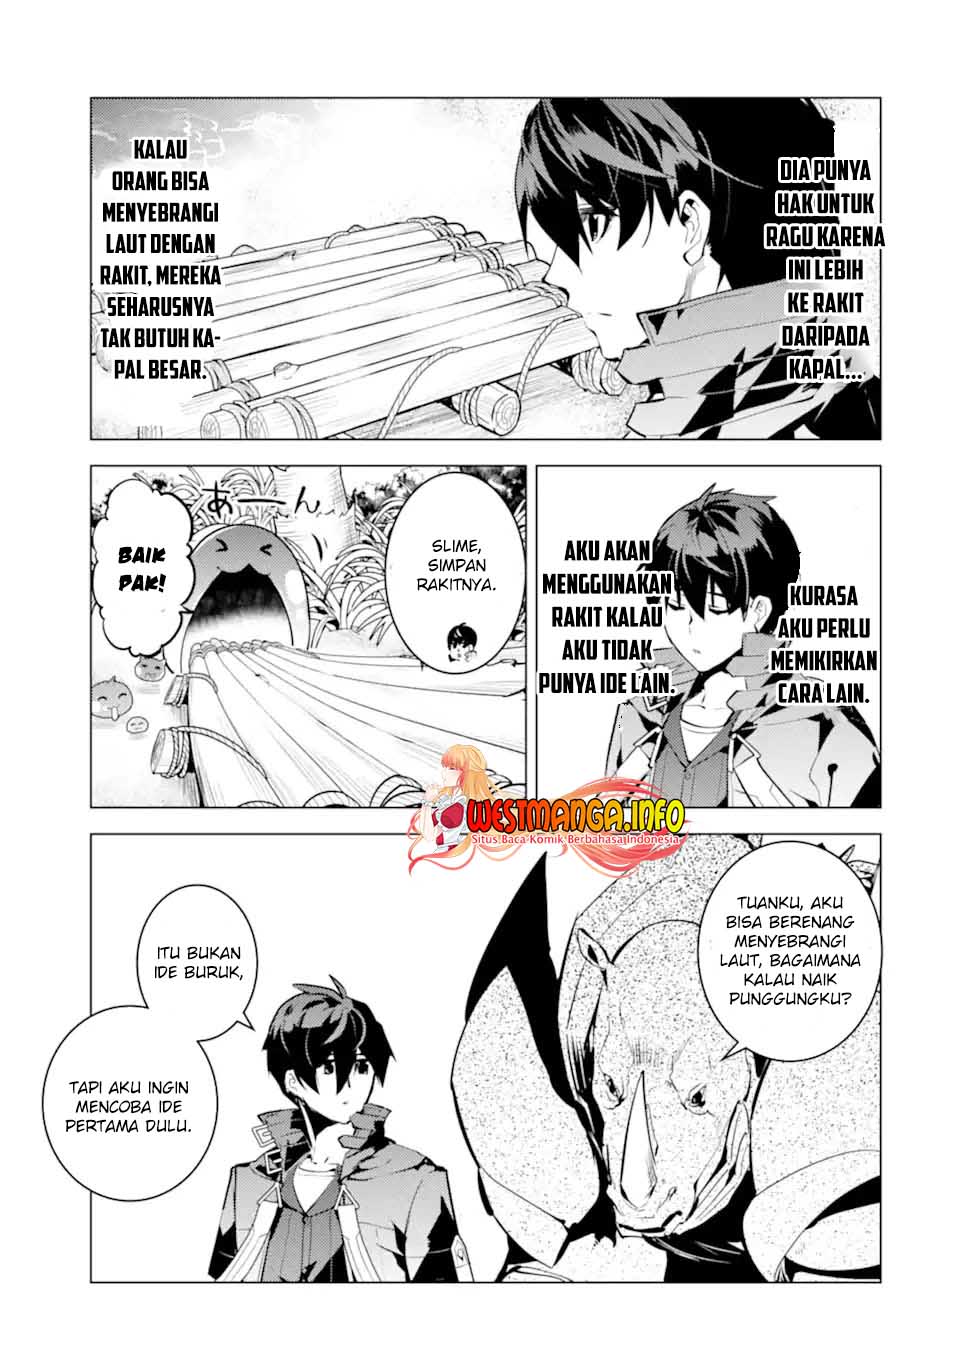 DIA PUNYA
HAK UNTUK
RAGU KARENA
INI LEBIH
KE RAKIT
DARIPADA
KAPAL...
KALAU
ORANG BISA
MENYEBRANGI
LAUT DENGAN
RAKIT, MEREKA
SEHARUSNYA
TAK BUTUH KA-
PAL BESAR.
KURASA
AKU PERLU
MEMIKIRKAN
CARA LAIN.
AKU AKAN
MENGGUNAKAN
RAKIT KALAU
AKU TIDAK
PUNYA IDE LAIN.
SLIME,
SIMPAN
RAKITNYA.
あーーん
BAIK
PAK!
WESTMANGA.INFO
Situs Baca Komik Berbahasa Indonesia
TUANKU, AKU
BISA BERENANG
MENYEBRANGI
LAUT, BAGAIMANA
KALAU NAIK
PUNGGUNGKU?
ITU BUKAN
IDE BURUK,
TAPI AKU INGIN
MENCOBA IDE
PERTAMA DULU.